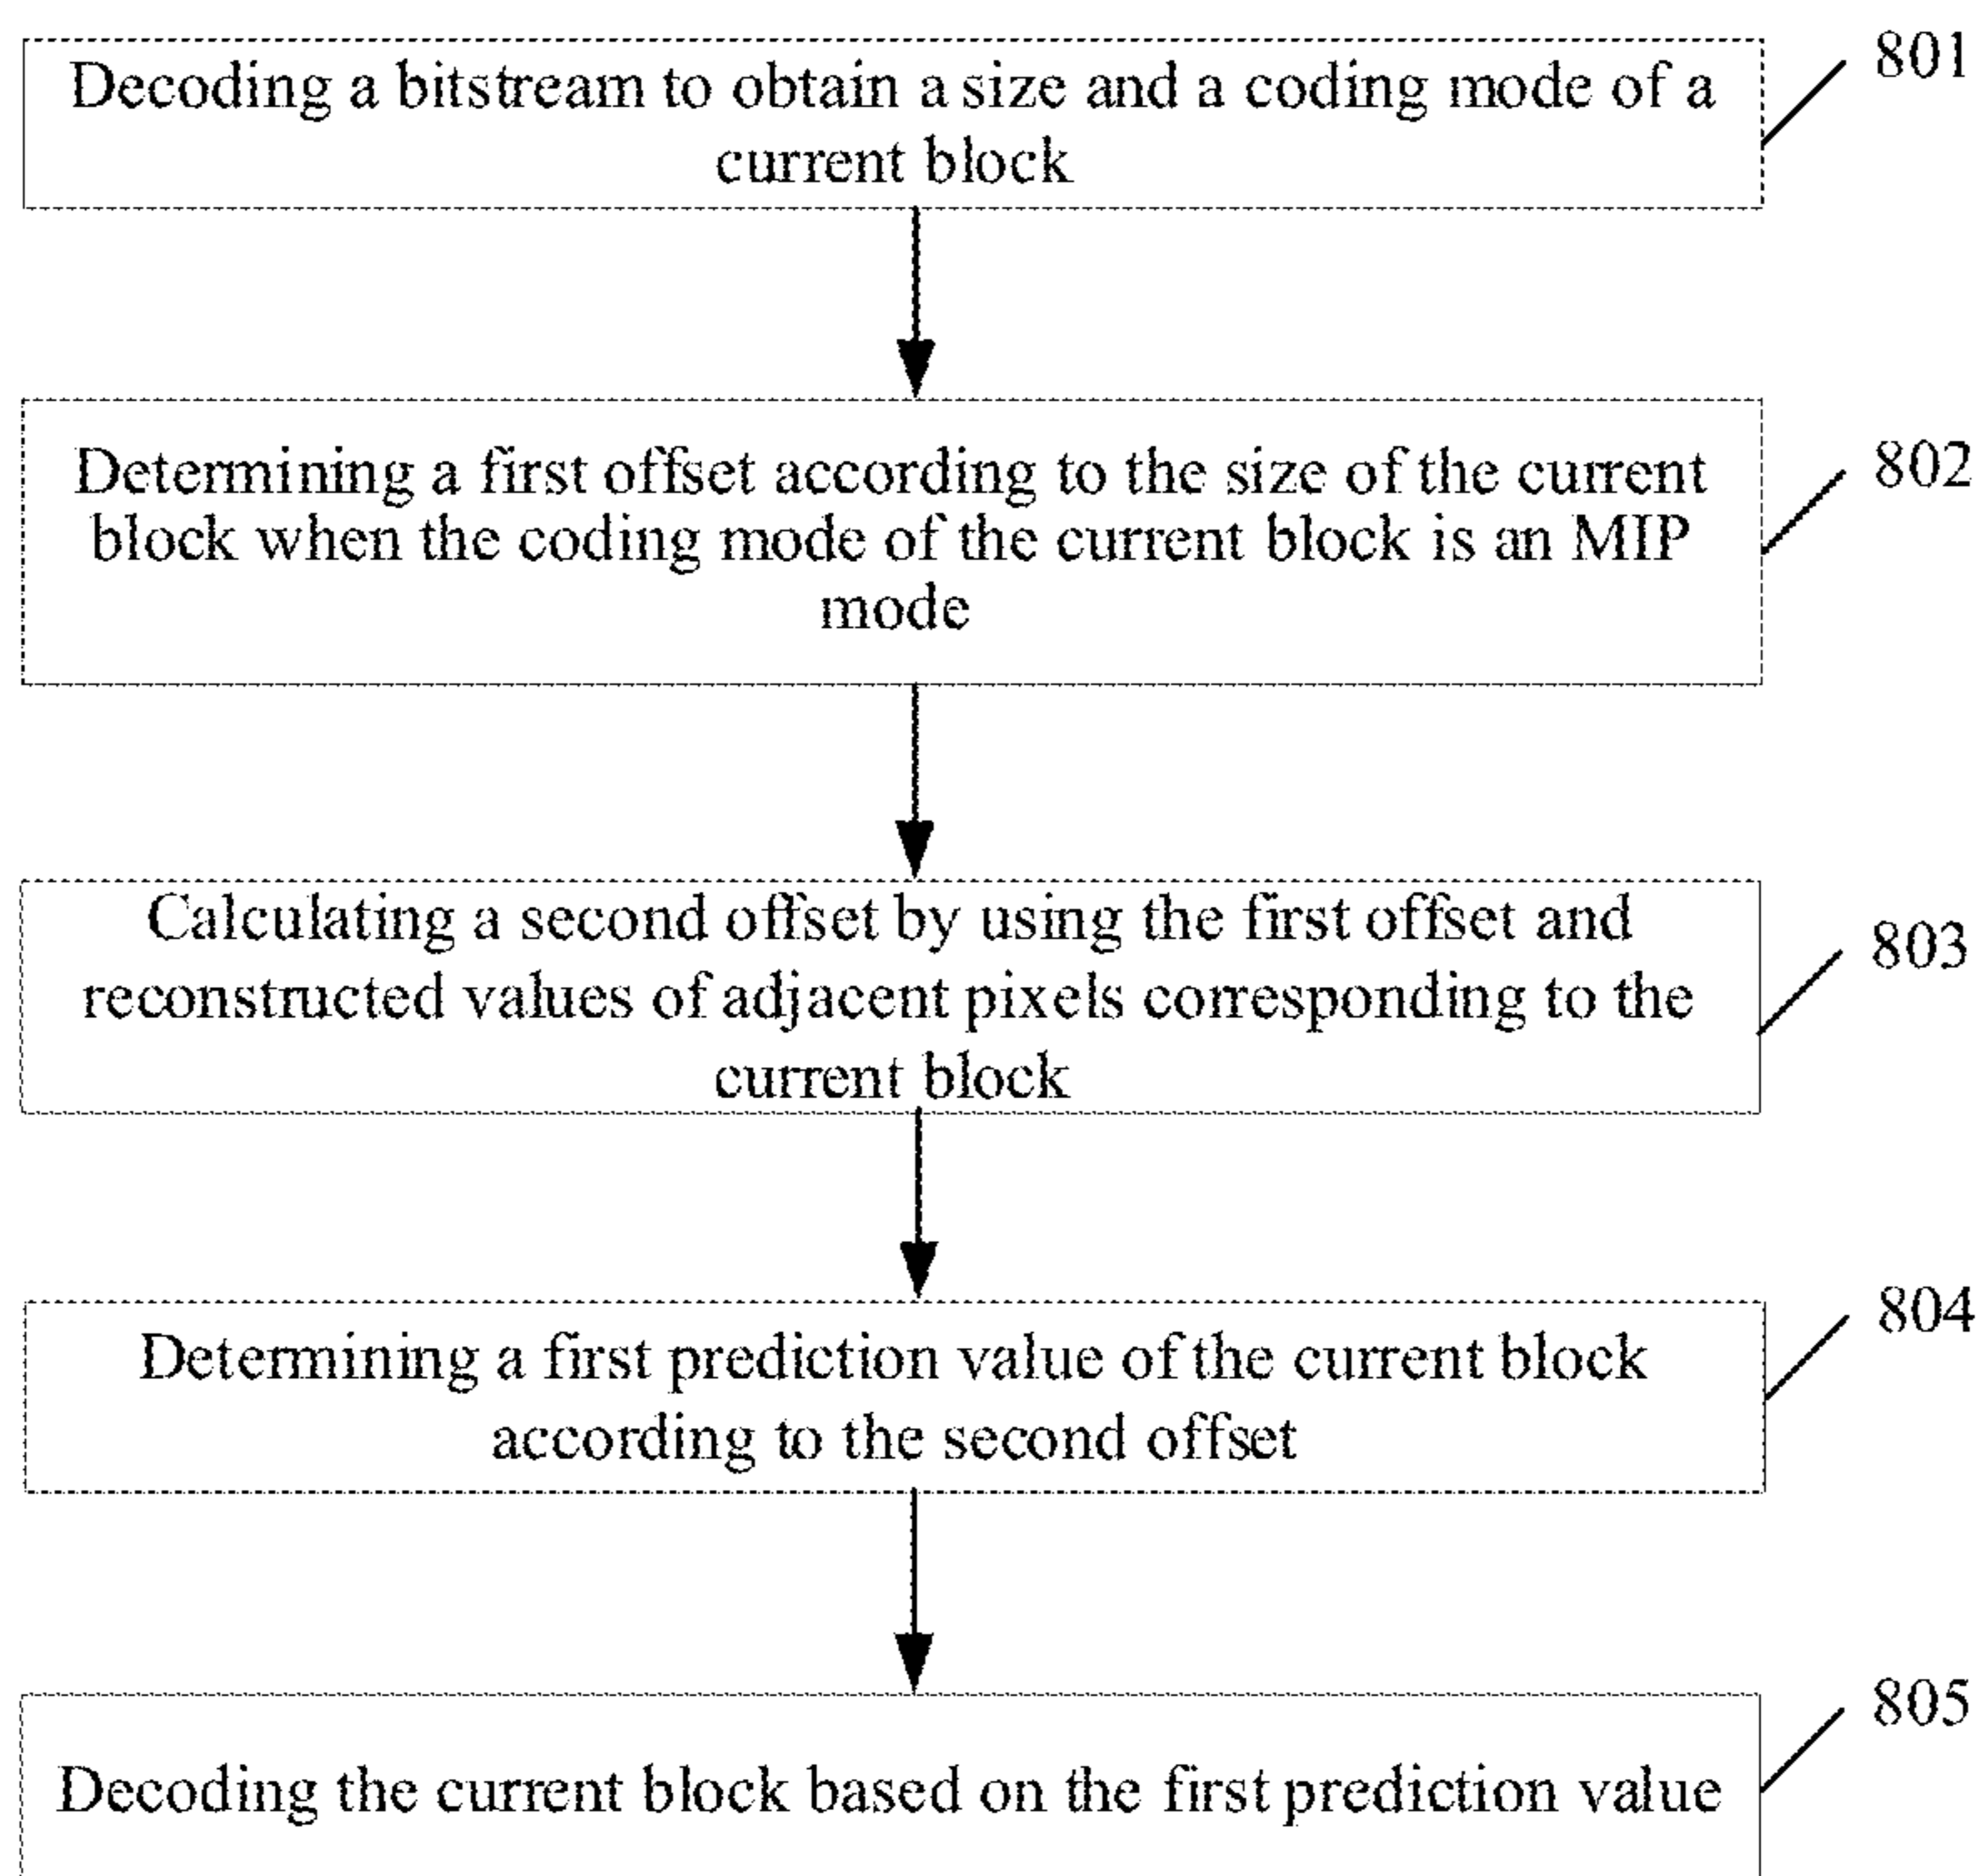 Decoding a bitstream to obtain a size and a coding mode of a
current block
801
Determining a first offset according to the size of the current
block when the coding mode of the current block is an MIP
mode
802
Calculating a second offset by using the first offset and
reconstructed values of adjacent pixels corresponding to the
current block
803
Determining a first prediction value of the current block
according to the second offset
804
Decoding the current block based on the first prediction value
805